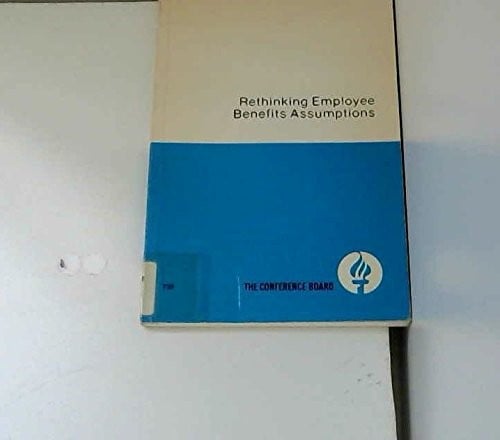 Rethinking Employee
Benefits Assumptions
THE CONFERENCE BOARD